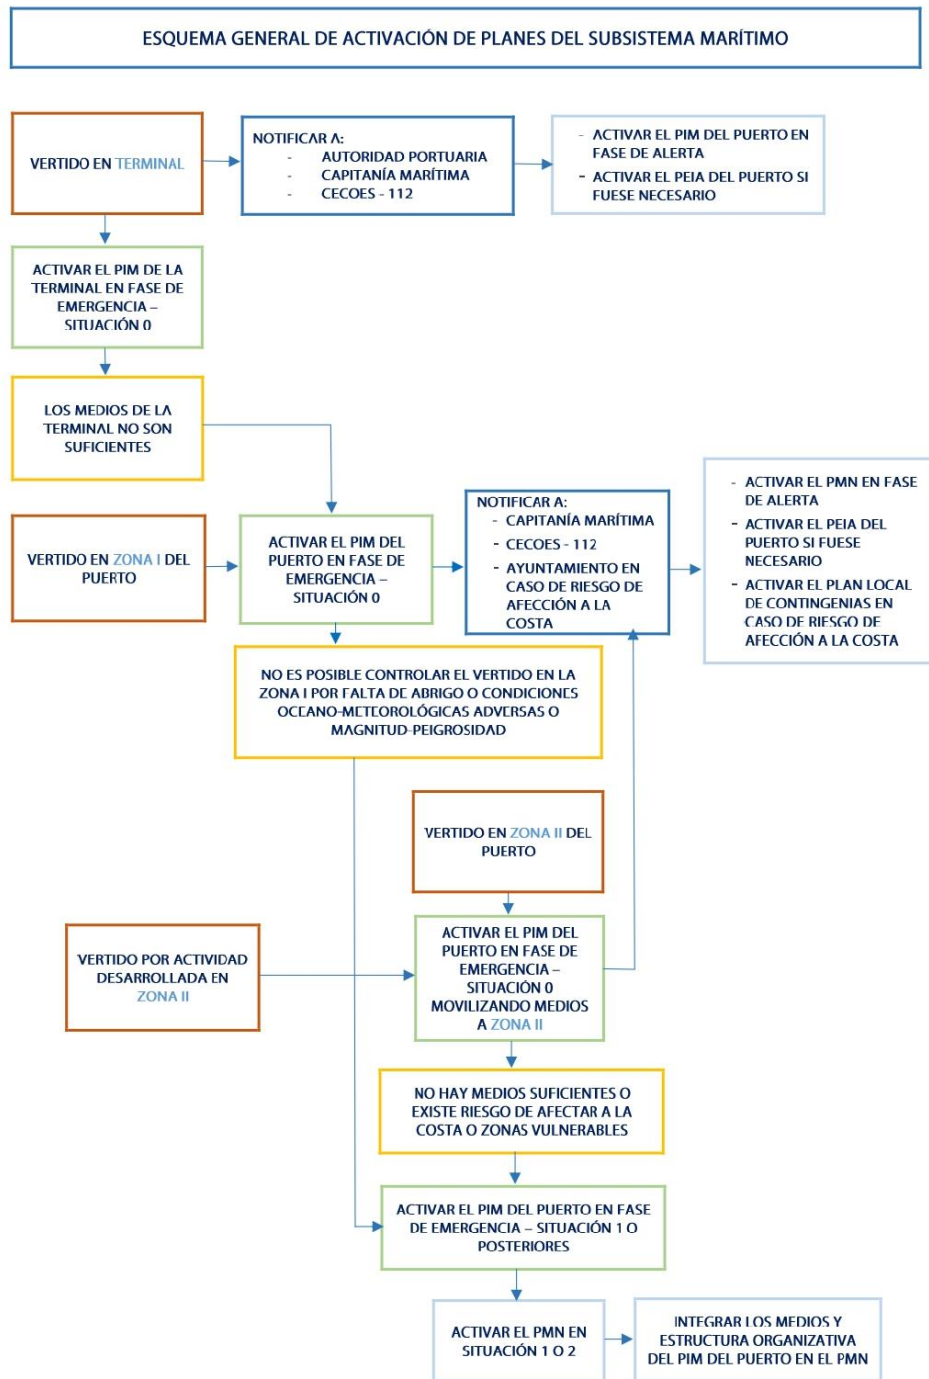 ESQUEMA GENERAL DE ACTIVACIÓN DE PLANES DEL SUBSISTEMA MARÍTIMO
VERTIDO EN TERMINAL
NOTIFICAR A:
- AUTORIDAD PORTUARIA
- CAPITANÍA MARÍTIMA
- CECOES - 112
- ACTIVAR EL PIM DEL PUERTO EN
FASE DE ALERTA
- ACTIVAR EL PEIA DEL PUERTO SI
FUESE NECESARIO
ACTIVAR EL PIM DE LA
TERMINAL EN FASE DE
EMERGENCIA –
SITUACIÓN 0
LOS MEDIOS DE LA
TERMINAL NO SON
SUFICIENTES
VERTIDO EN ZONA I DEL
PUERTO
ACTIVAR EL PIM DEL
PUERTO EN FASE DE
EMERGENCIA –
SITUACIÓN 0
NOTIFICAR A:
- CAPITANÍA MARÍTIMA
- CECOES - 112
- AYUNTAMIENTO EN
CASO DE RIESGO DE
AFECCIÓN A LA
COSTA
- ACTIVAR EL PMN EN FASE
DE ALERTA
- ACTIVAR EL PEIA DEL
PUERTO SI FUESE
NECESARIO
- ACTIVAR EL PLAN LOCAL
DE CONTINGENIAS EN
CASO DE RIESGO DE
AFECCIÓN A LA COSTA
NO ES POSIBLE CONTROLAR EL VERTIDO EN LA
ZONA I POR FALTA DE ABRIGO O CONDICIONES
OCEANO-METEOROLÓGICAS ADVERSAS O
MAGNITUD-PEIGROSIDAD
VERTIDO EN ZONA II DEL
PUERTO
VERTIDO POR ACTIVIDAD
DESARROLLADA EN
ZONA II
ACTIVAR EL PIM DEL
PUERTO EN FASE DE
EMERGENCIA –
SITUACIÓN 0
MOVILIZANDO MEDIOS
A ZONA II
NO HAY MEDIOS SUFICIENTES O
EXISTE RIESGO DE AFECTAR A LA
COSTA O ZONAS VULNERABLES
ACTIVAR EL PIM DEL PUERTO EN FASE
DE EMERGENCIA – SITUACIÓN 1 O
POSTERIORES
ACTIVAR EL PMN EN
SITUACIÓN 1 O 2
INTEGRAR LOS MEDIOS Y
ESTRUCTURA ORGANIZATIVA
DEL PIM DEL PUERTO EN EL PMN